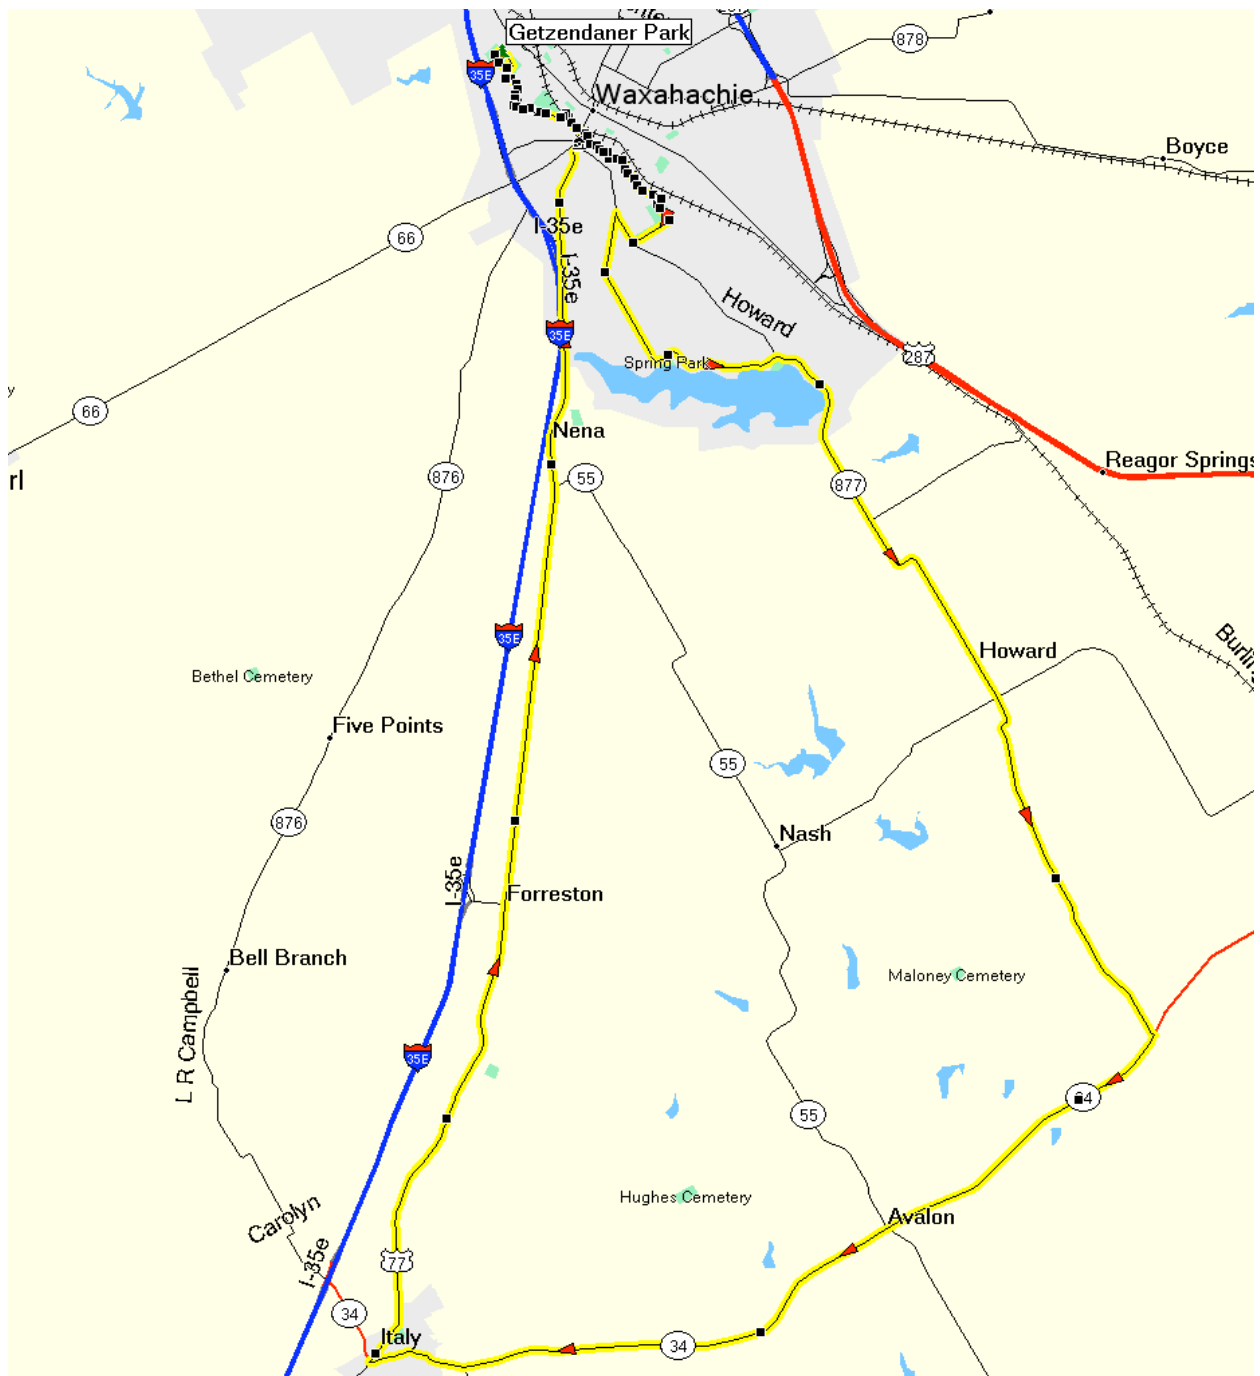 Getzendaner Park
878
35E
Waxahachie
Boyce
66
I-35e
I-35e
Howard
35E
Spring Park
287
66
Nena
Reagor Springs
rl
876
55
877
35E
Howard
Bethel Cemetery
Five Points
55
876
Nash
I-35e
Forreston
Bell Branch
Maloney Cemetery
L R Campbell
35E
55
Hughes Cemetery
Carolyn
Avalon
I-35e
77
34
Italy
34